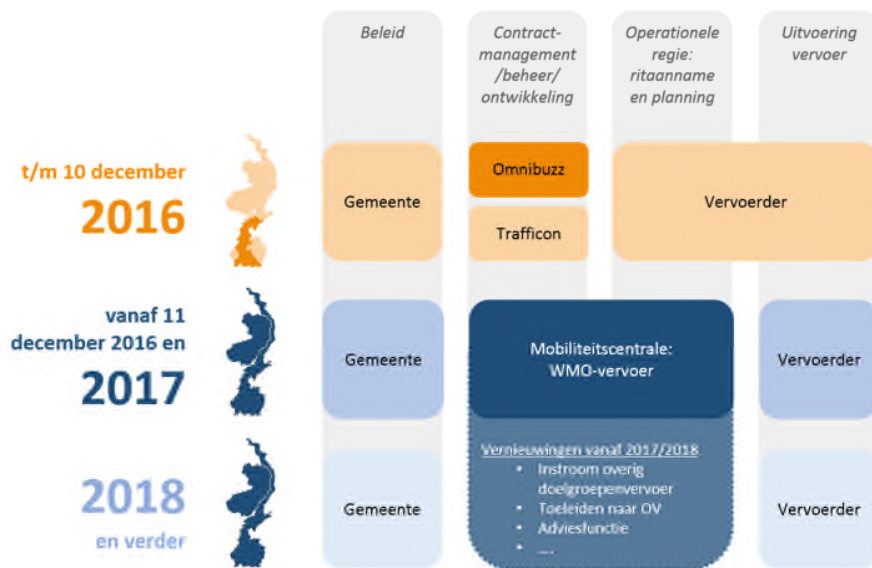 Beleid
Contract-
management
/beheer/
ontwikkeling
Operationele
regie:
ritaanname
en planning
Uitvoering
vervoer
t/m 10 december
2016
Gemeente
Omnibuzz
Trafficon
Vervoerder
vanaf 11
december 2016 en
2017
Gemeente
Mobiliteitscentrale:
WMO-vervoer
Vervoerder
2018
en verder
Gemeente
Vernieuwingen vanaf 2017/2018
• Instroom overig
doelgroepenvervoer
• Toeleiden naar OV
• Adviesfunctie
• ....
Vervoerder